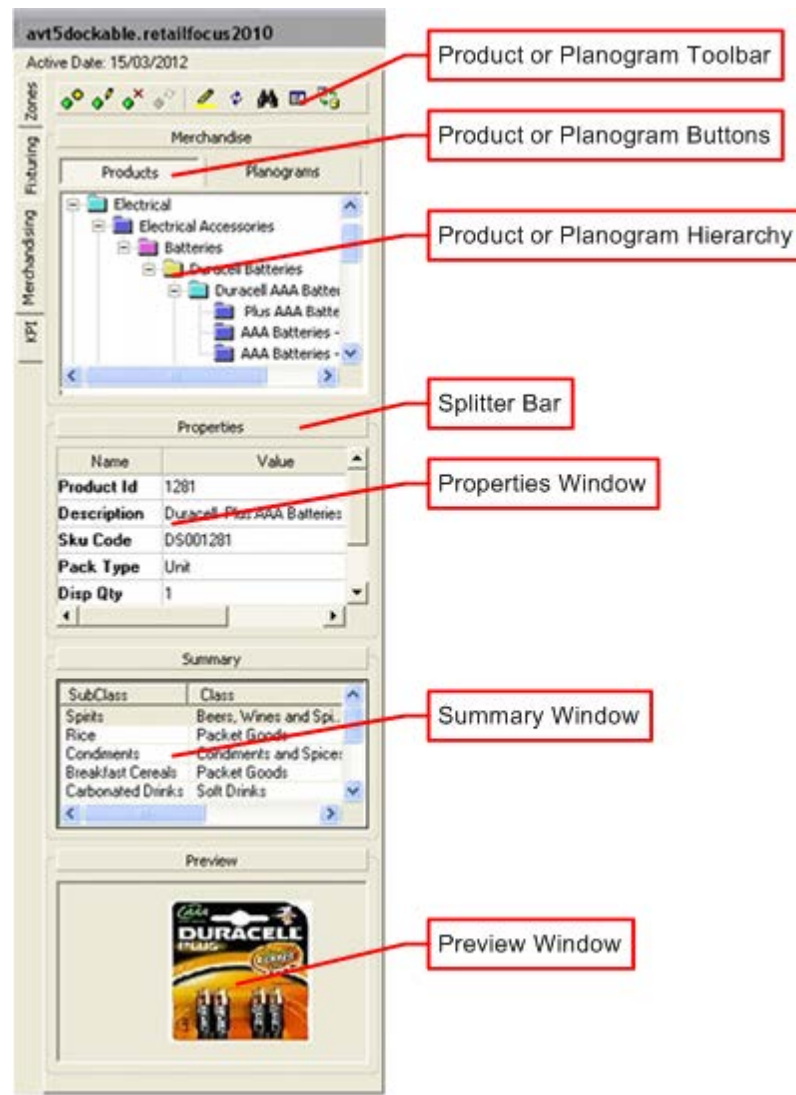 avt5dockable.retailfocus2010
Active Date: 15/03/2012
Product or Planogram Toolbar
Zones
Fixturing
Merchandising
KPI
Merchandise
Product or Planogram Buttons
Products Planograms
Electrical
Electrical Accessories
Product or Planogram Hierarchy
Batteries
Duracell Batteries
Duracell AAA Batter
Plus AAA Batte
AAA Batteries -
AAA Batteries -
Splitter Bar
Properties
Name Value
Properties Window
Product Id 1281
Description Duracell Plus AAA Batteries
Sku Code DS001281
Pack Type Unit
Disp Qty 1
Summary
SubClass Class
Spirits Beers, Wines and Spi..
Summary Window
Rice Packet Goods
Condiments Condiments and Spices
Breakfast Cereals Packet Goods
Carbonated Drinks Soft Drinks
Preview
AAA
DURACELL
PLUS
Preview Window